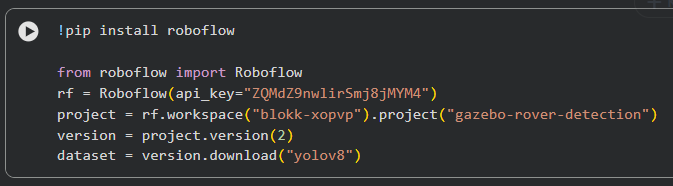 !pip install roboflow
from roboflow import Roboflow
rf = Roboflow(api_key="ZQMdZ9nwlirSmj8jMYM4")
project = rf.workspace("blokk-xopvp").project("gazebo-rover-detection")
version = project.version(2)
dataset = version.download("yolov8")